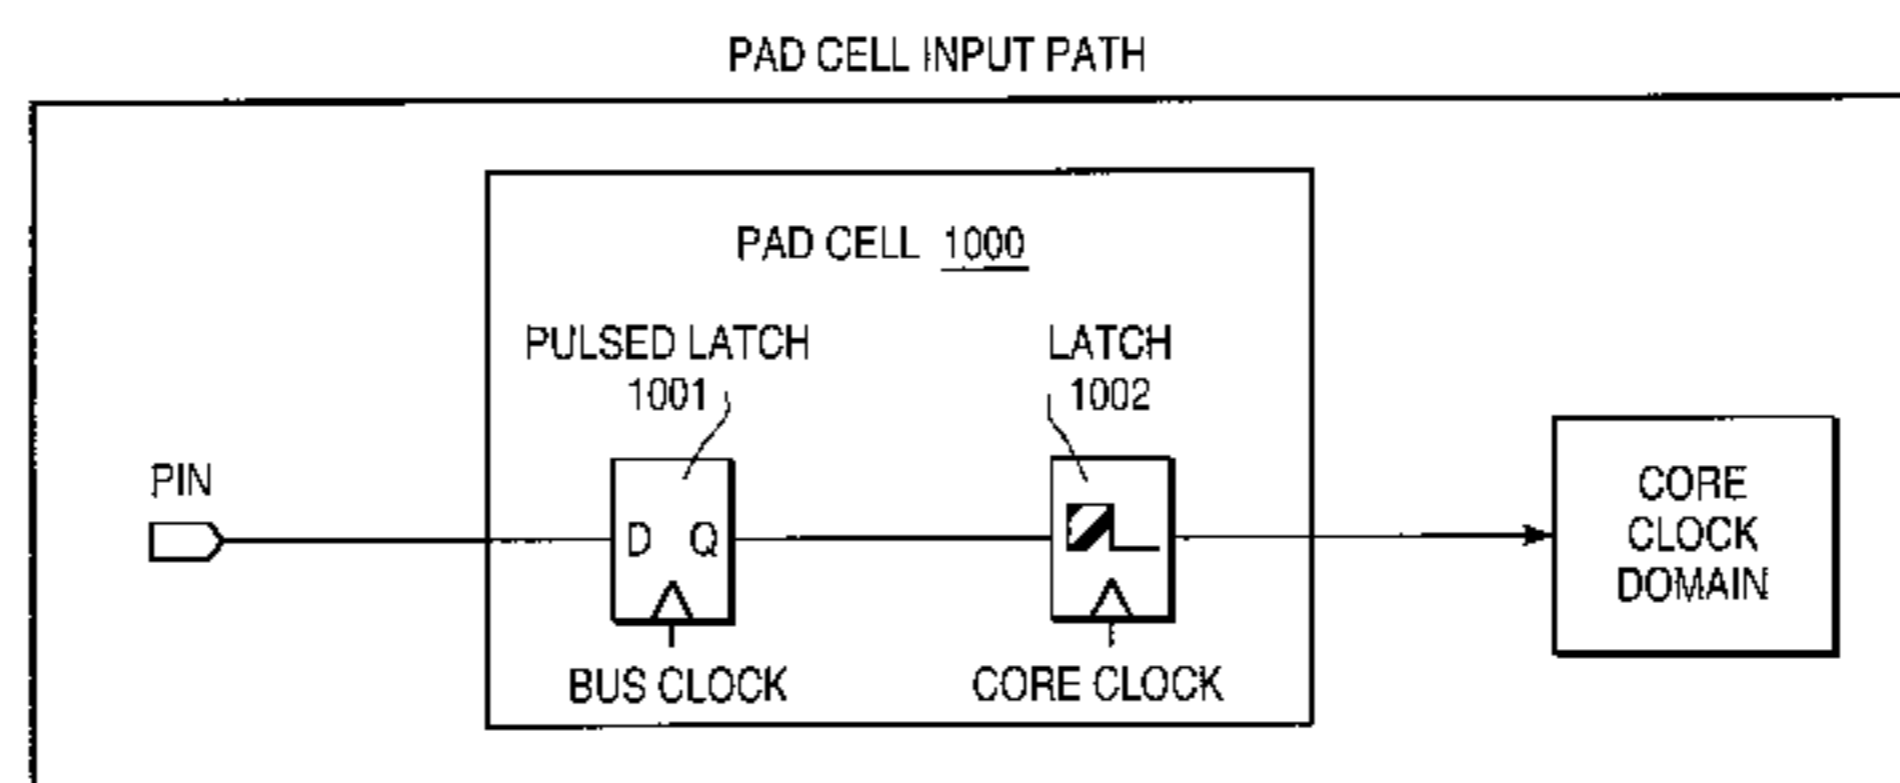 PAD CELL INPUT PATH
PAD CELL 1000
PULSED LATCH
1001
LATCH
1002
PIN
D Q
BUS CLOCK
CORE CLOCK
CORE
CLOCK
DOMAIN